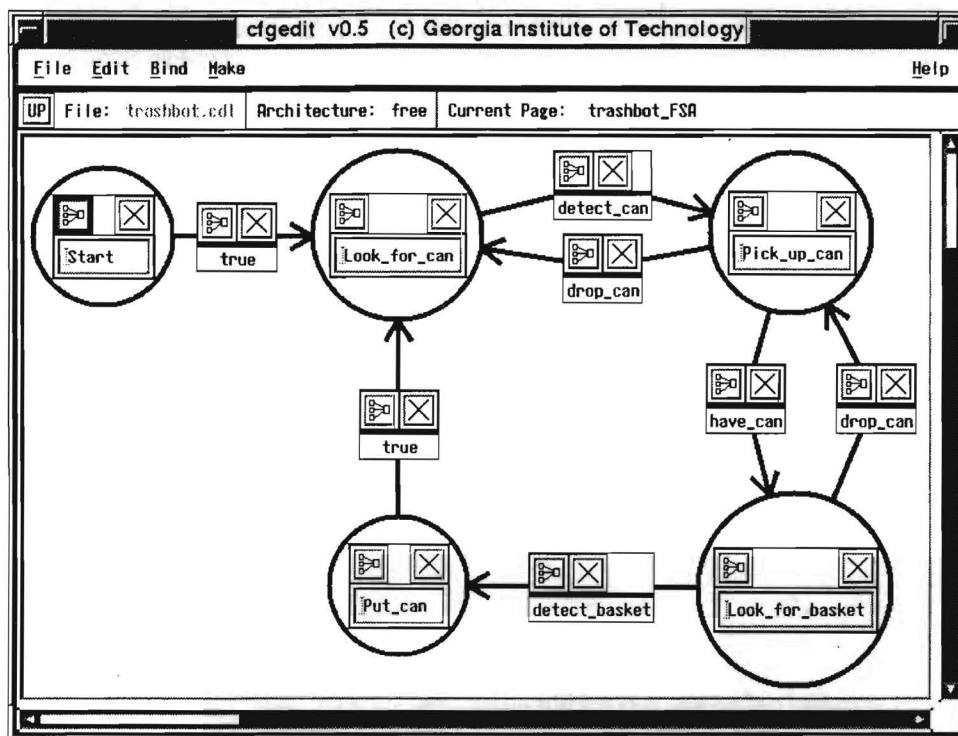 cfgedit v0.5 (c) Georgia Institute of Technology
File Edit Bind Make Help
UP File: trashbot.cdl Architecture: free Current Page: trashbot_FSA
detect_can
Start
true
Look_for_can
Pick_up_can
drop_can
have_can
drop_can
true
Put_can
detect_basket
Look_for_basket